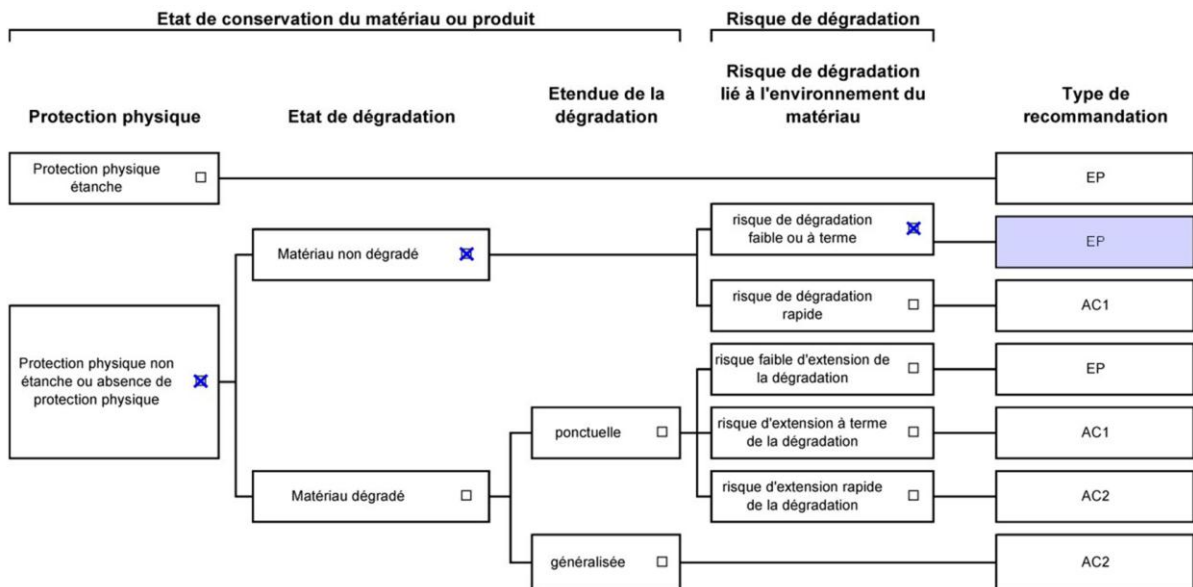 Etat de conservation du matériau ou produit
Risque de dégradation
Protection physique
Etat de dégradation
Etendue de la
dégradation
Risque de dégradation
lié à l'environnement du
matériau
Type de
recommandation
Protection physique
étanche
EP
risque de dégradation
faible ou à terme
EP
Matériau non dégradé
risque de dégradation
rapide
AC1
Protection physique non
étanche ou absence de
protection physique
risque faible d'extension de
la dégradation
EP
ponctuelle
risque d'extension à terme
de la dégradation
AC1
Matériau dégradé
risque d'extension rapide
de la dégradation
AC2
généralisée
AC2